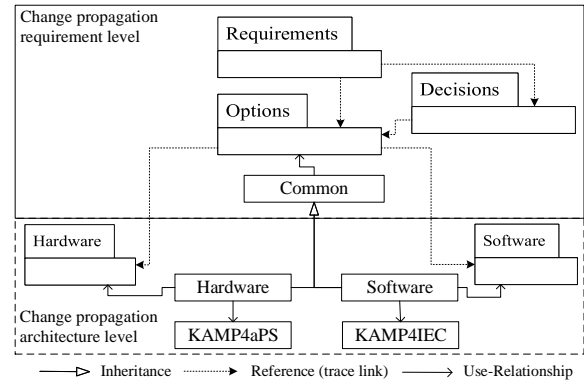 Change propagation
requirement level
Requirements
Decisions
Options
Common
Hardware
Software
Hardware
Software
Change propagation
architecture level
KAMP4aPS
KAMP4IEC
Inheritance
Reference (trace link)
Use-Relationship